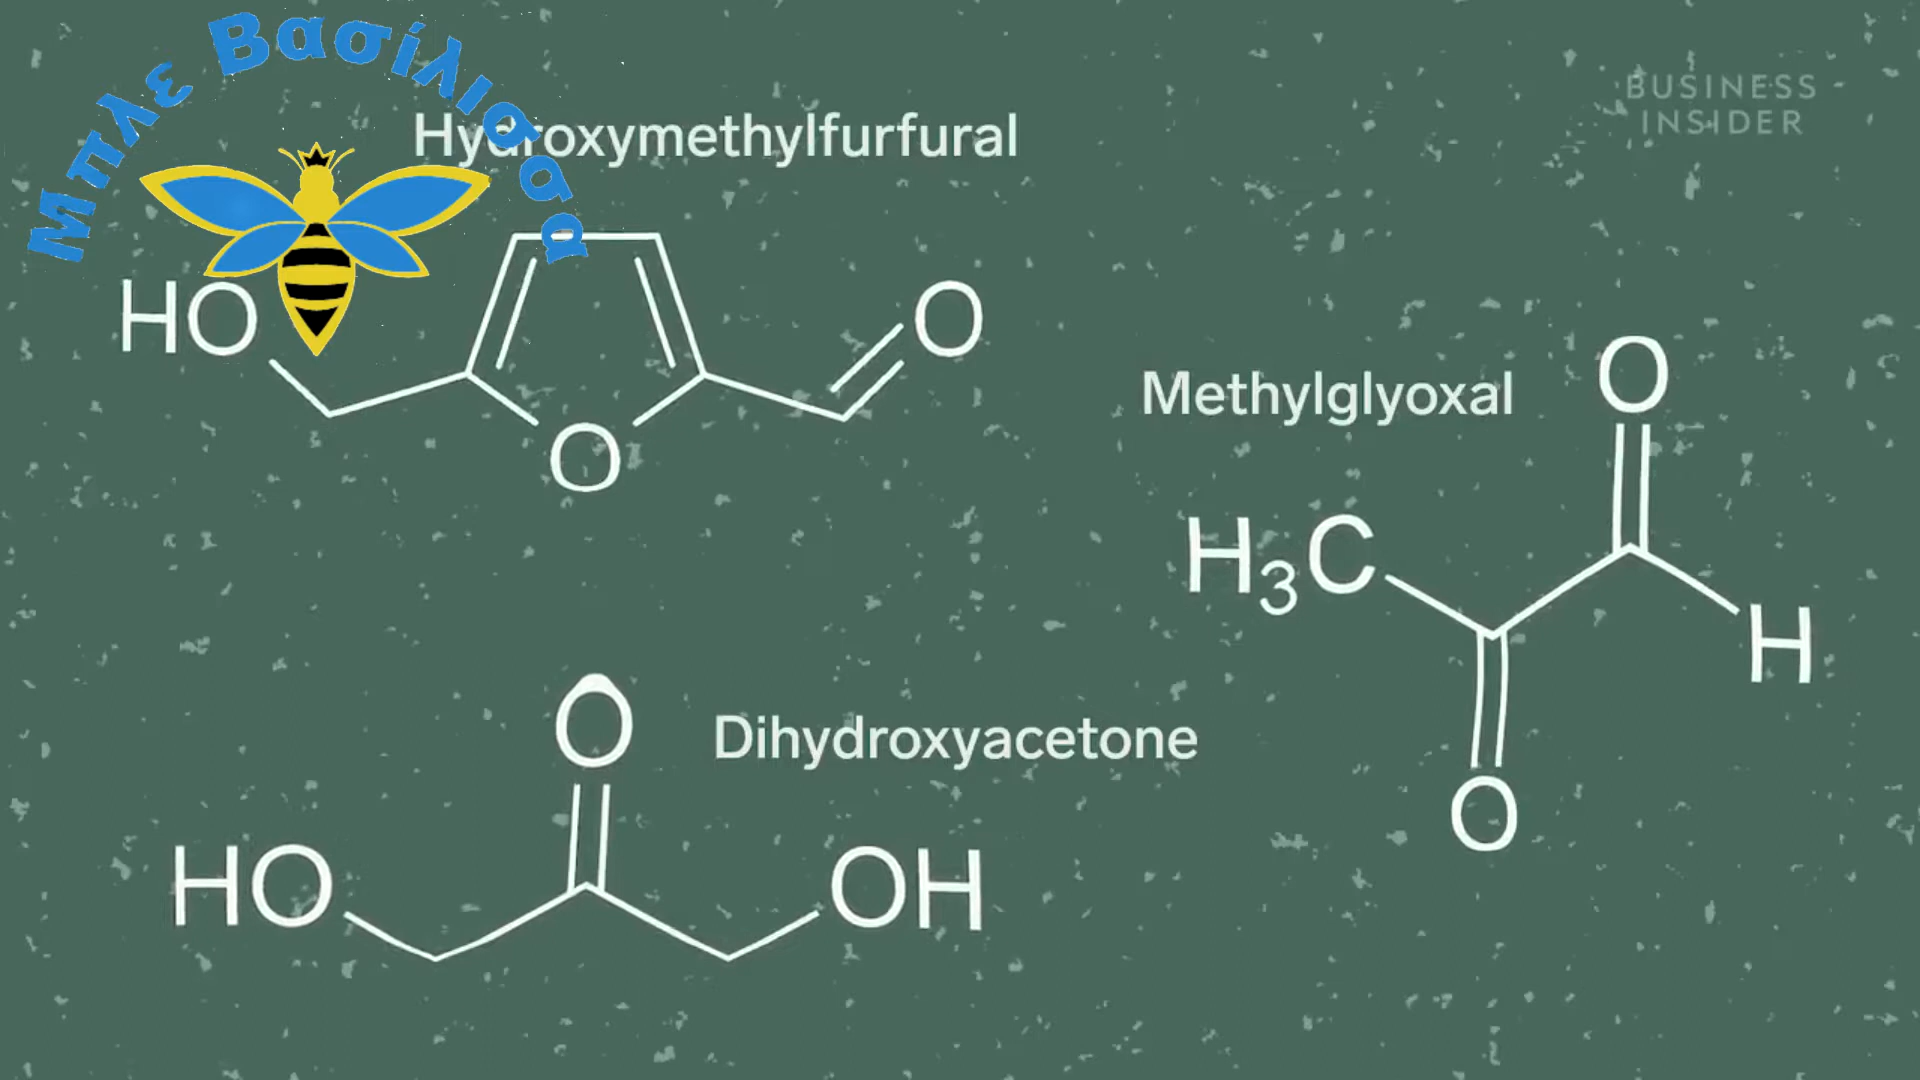 Μπλε Βασίλισσα
BUSINESS
INSIDER
Hydroxymethylfurfural
HO
O
O
Methylglyoxal
O
H₃C
H
O
Dihydroxyacetone
O
HO
OH